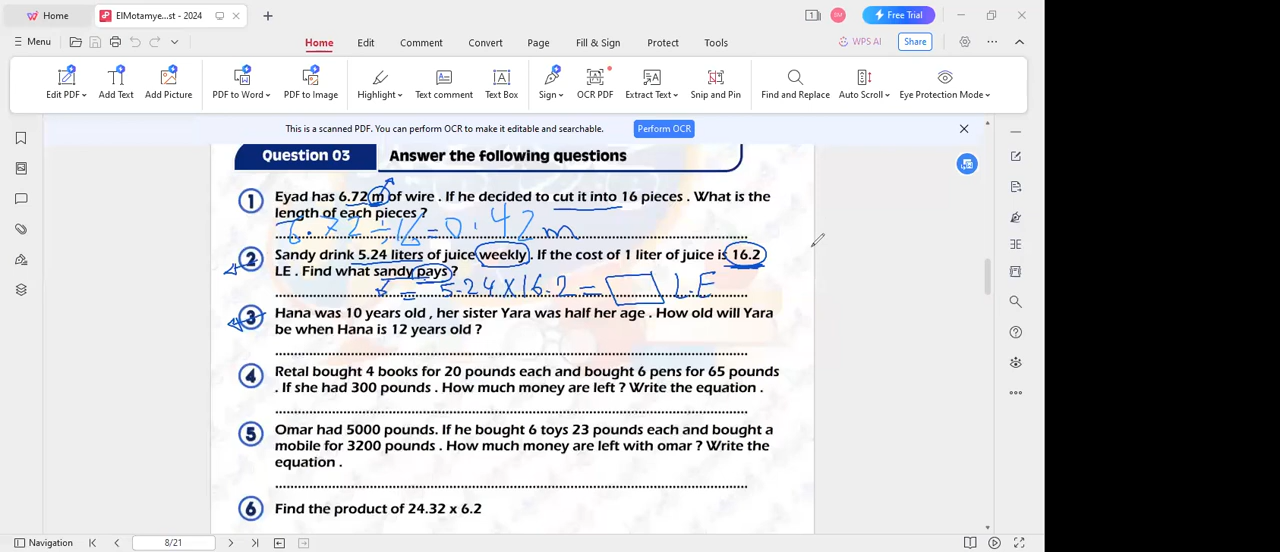 Home
ElMotamye...st - 2024
Free Trial
Menu
Home
Edit
Comment
Convert
Page
Fill & Sign
Protect
Tools
WPS AI
Share
Edit PDF
Add Text
Add Picture
PDF to Word
PDF to Image
Highlight
Text comment
Text Box
Sign
OCR PDF
Extract Text
Snip and Pin
Find and Replace
Auto Scroll
Eye Protection Mode
This is a scanned PDF. You can perform OCR to make it editable and searchable.
Perform OCR
Question 03 Answer the following questions
1 Eyad has 6.72 m of wire . If he decided to cut it into 16 pieces . What is the
length of each pieces ?
6.72 ÷ 16 = 0.42 m
2 Sandy drink 5.24 liters of juice weekly . If the cost of 1 liter of juice is 16.2
LE . Find what sandy pays ?
= 5.24 × 16.2 = L.E
3 Hana was 10 years old , her sister Yara was half her age . How old will Yara
be when Hana is 12 years old ?
4 Retal bought 4 books for 20 pounds each and bought 6 pens for 65 pounds
. If she had 300 pounds . How much money are left ? Write the equation .
5 Omar had 5000 pounds. If he bought 6 toys 23 pounds each and bought a
mobile for 3200 pounds . How much money are left with omar ? Write the
equation .
6 Find the product of 24.32 x 6.2
Navigation
8/21